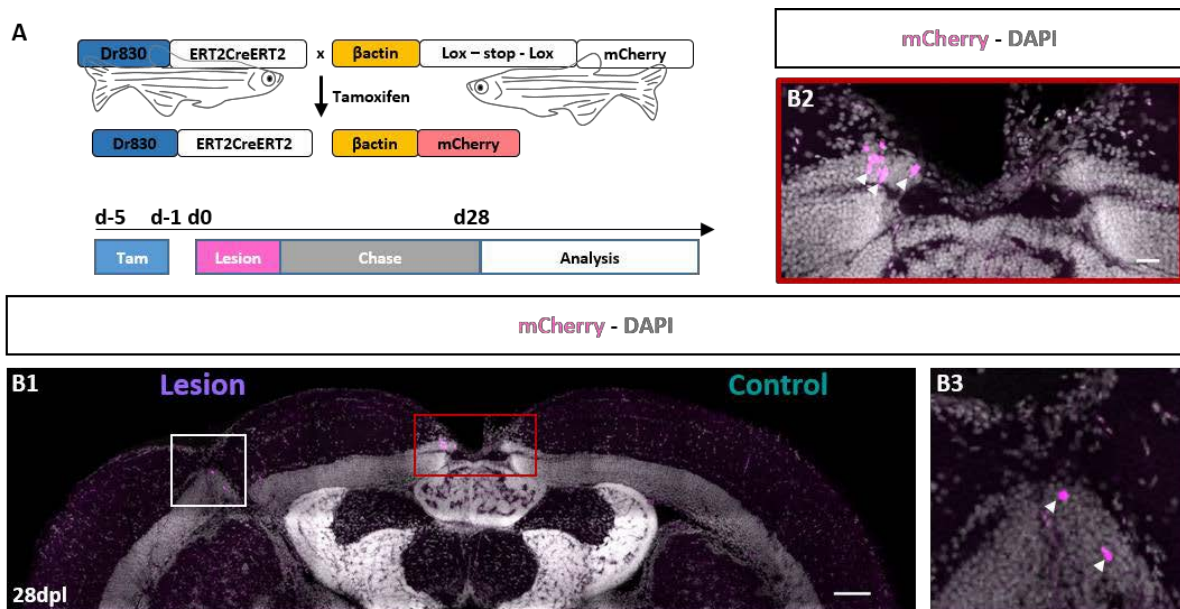 A
Dr830 ERT2CreERT2 x βactin Lox – stop - Lox mCherry
Tamoxifen
Dr830 ERT2CreERT2 βactin mCherry
d-5 d-1 d0 d28
Tam Lesion Chase Analysis
mCherry - DAPI
B2
mCherry - DAPI
B1 Lesion Control
28dpl
B3